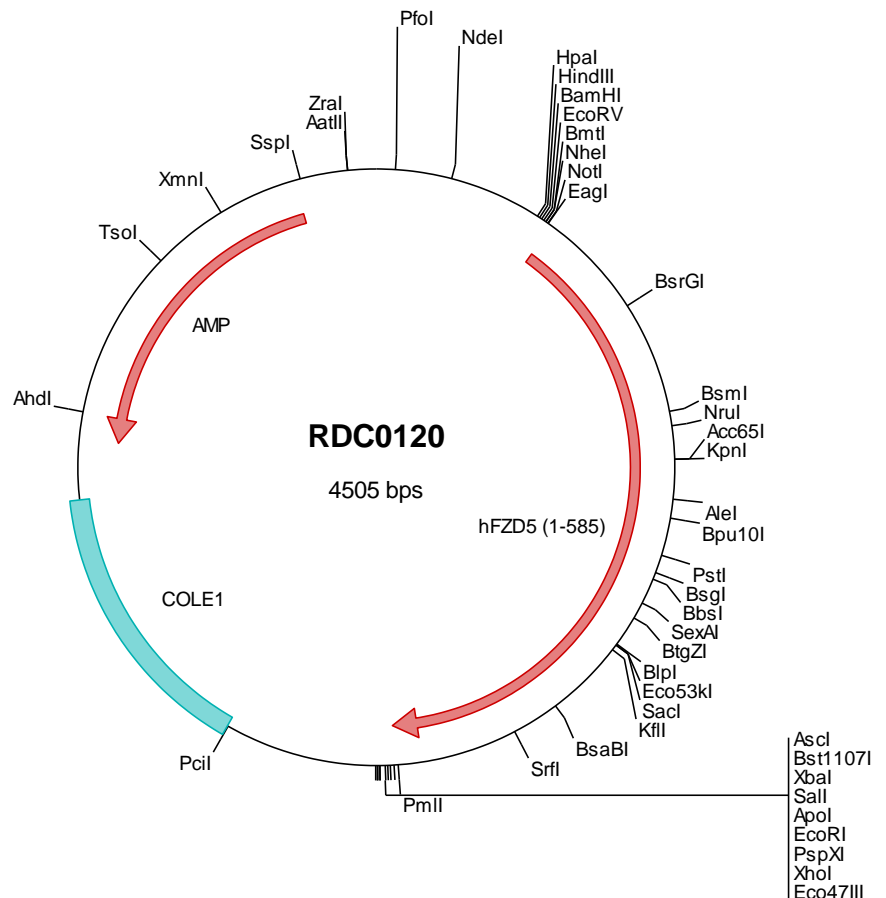 PfoI
NdeI
HpaI
HindIII
BamHI
EcoRV
BmtI
NheI
NotI
EagI
ZraI
AatII
SspI
XmnI
TsoI
AhdI
AMP
BsrGI
BsmI
NruI
Acc65I
KpnI
RDC0120
4505 bps
AleI
Bpu10I
hFZD5 (1-585)
PstI
BsgI
BbsI
SexAI
BtgZI
BlpI
Eco53kI
SacI
KflI
COLE1
PciI
BsaBI
SrfI
PmlI
AscI
Bst1107I
XbaI
SalI
ApoI
EcoRI
PspXI
XhoI
Eco47III